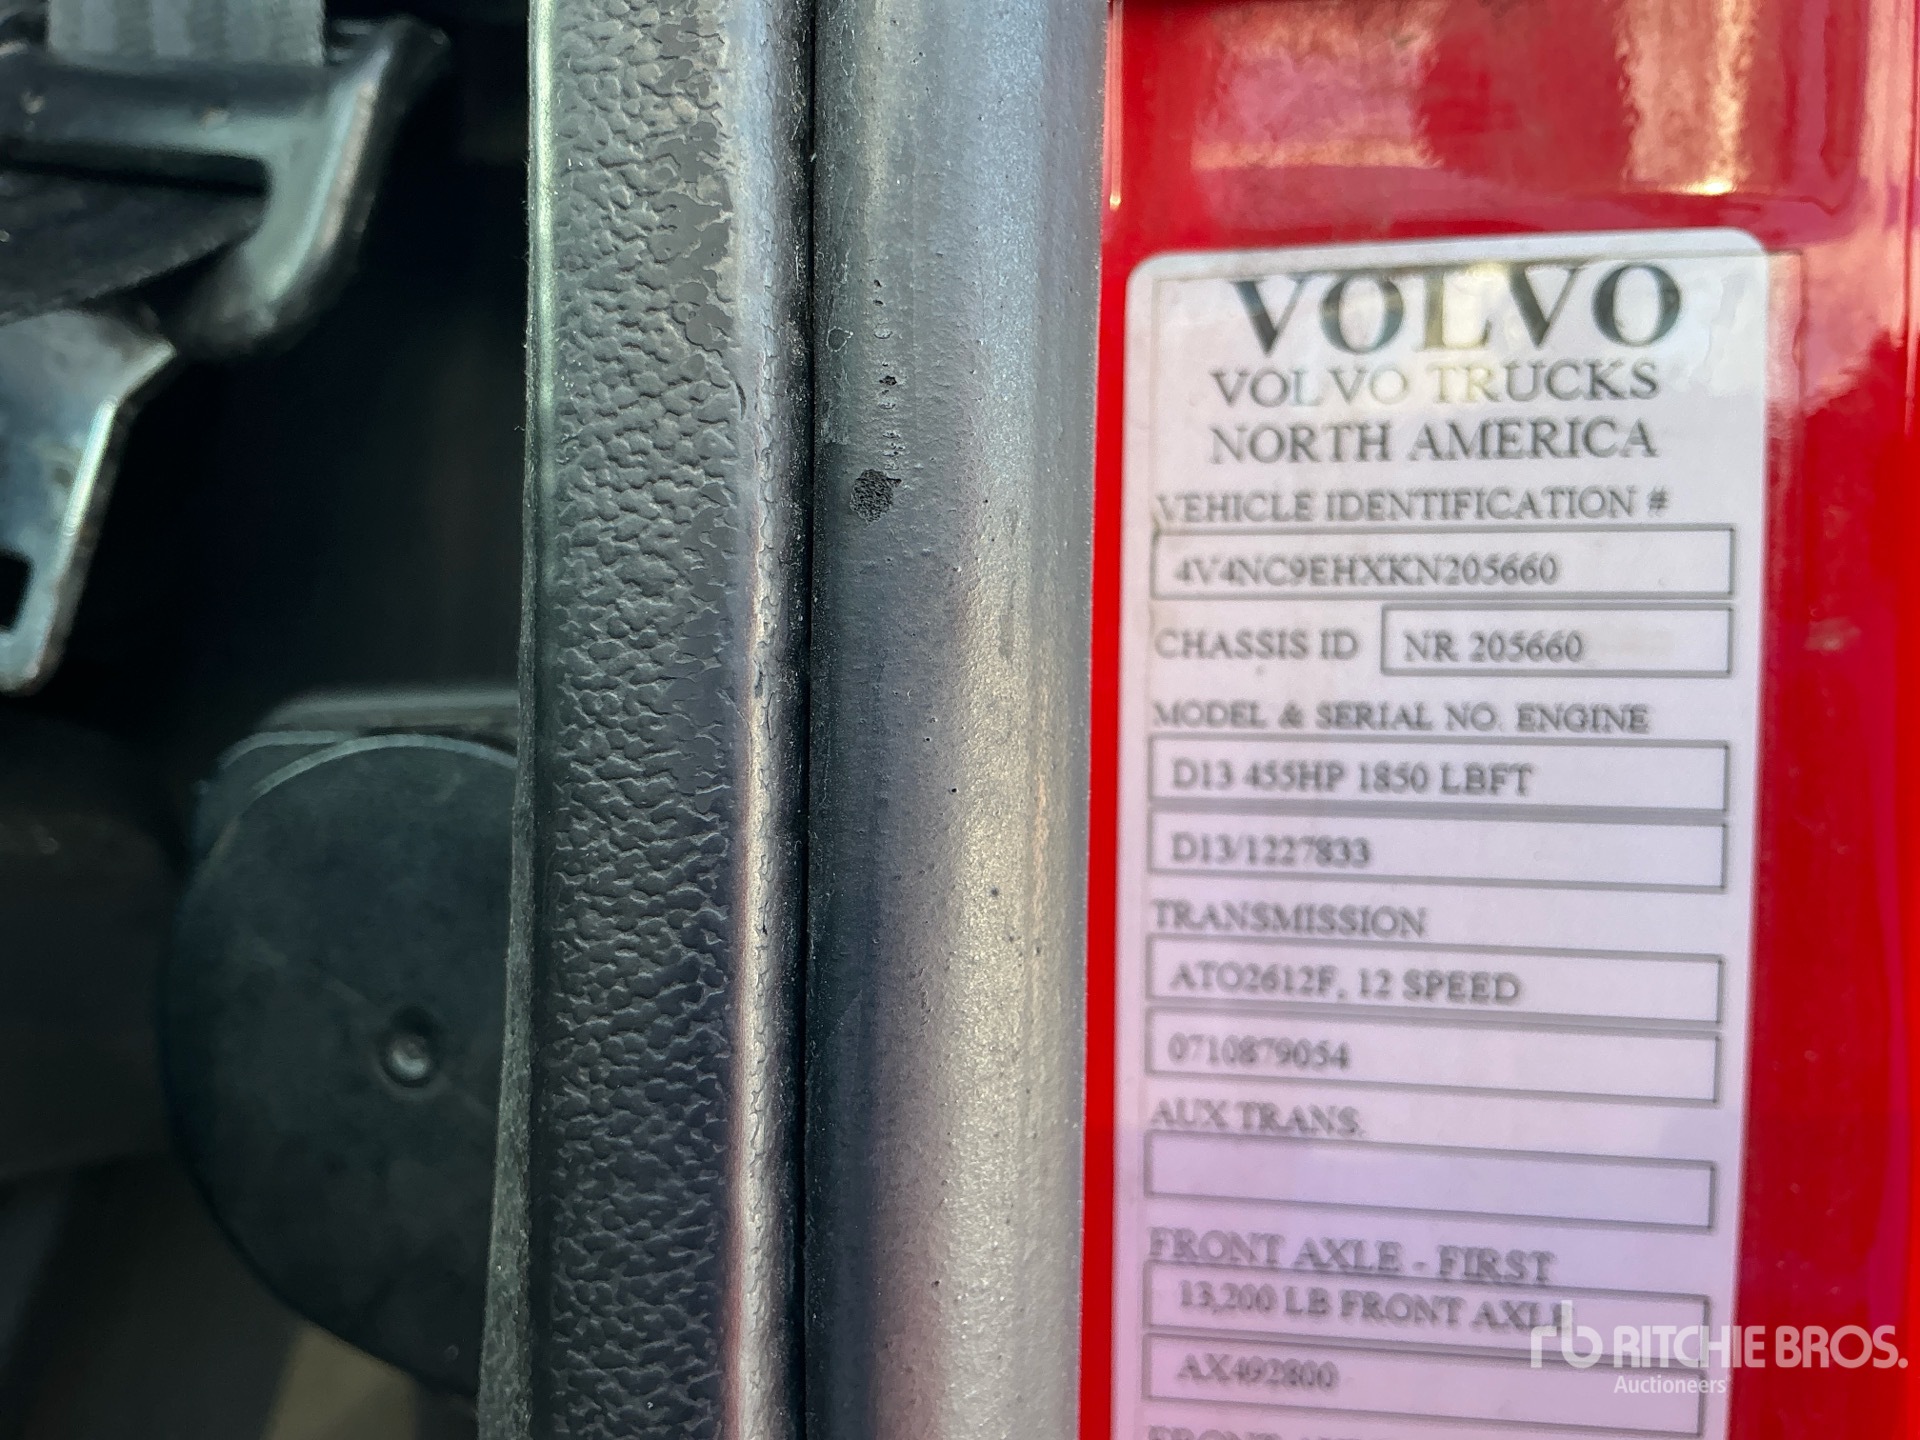 VOLVO
VOLVO TRUCKS
NORTH AMERICA
VEHICLE IDENTIFICATION #
4V4NC9EHXKN205660
CHASSIS ID NR 205660
MODEL & SERIAL NO. ENGINE
D13 455HP 1850 LBFT
D13/1227833
TRANSMISSION
ATO2612F, 12 SPEED
0710879054
AUX TRANS.
FRONT AXLE - FIRST
13,200 LB FRONT AXLE
AX492800
rb RITCHIE BROS.
Auctioneers